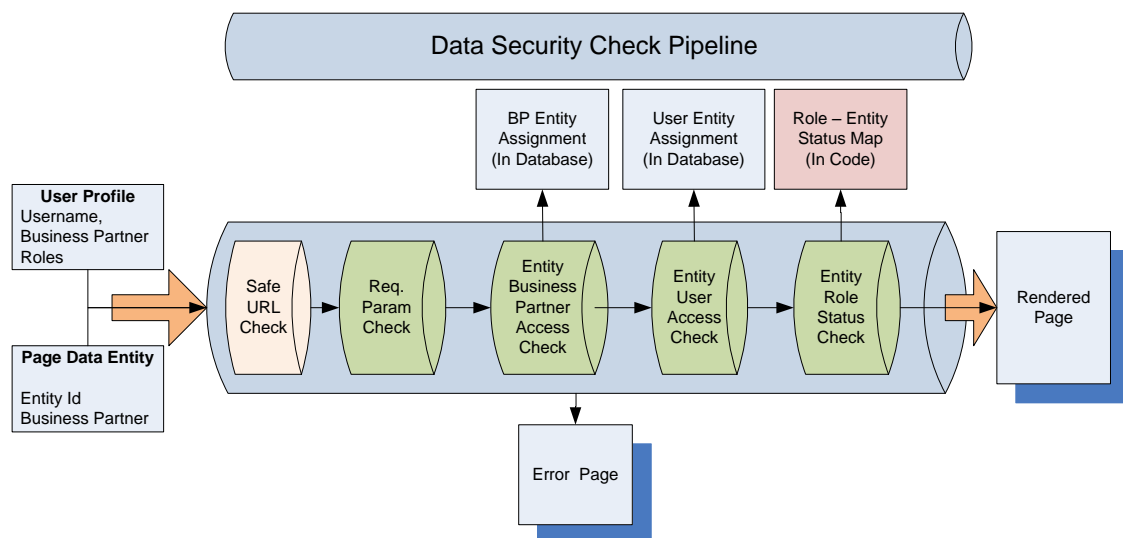 Data Security Check Pipeline
BP Entity
Assignment
(In Database)
User Entity
Assignment
(In Database)
Role – Entity
Status Map
(In Code)
User Profile
Username,
Business Partner
Roles
Page Data Entity
Entity Id
Business Partner
Safe
URL
Check
Req.
Param
Check
Entity
Business
Partner
Access
Check
Entity
User
Access
Check
Entity
Role
Status
Check
Rendered
Page
Error Page